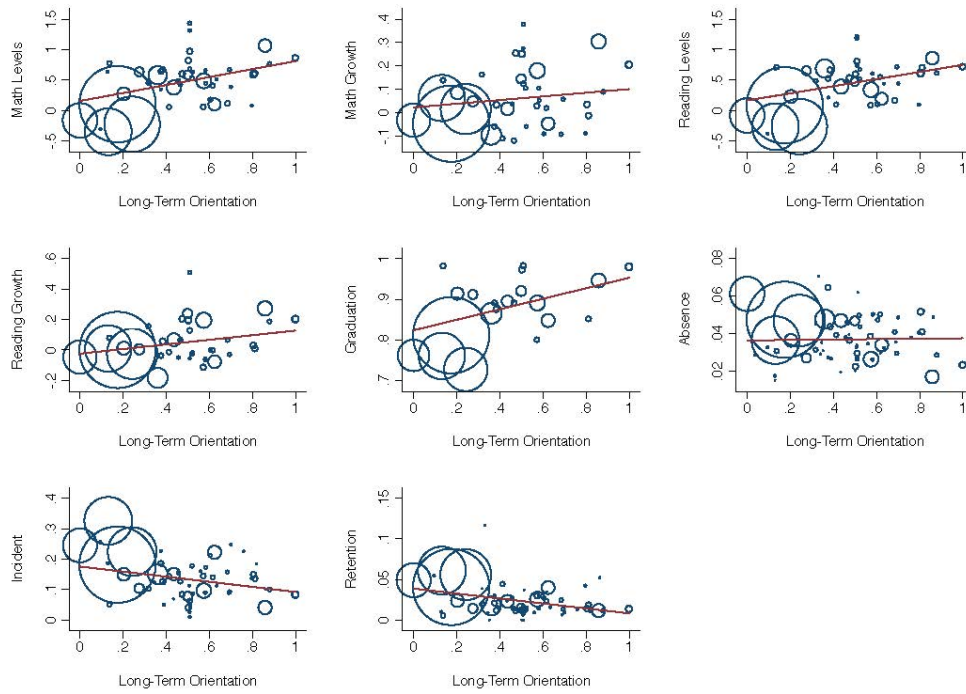 Math Levels
-.5 0 .5 1 1.5
0 .2 .4 .6 .8 1
Long-Term Orientation
Math Growth
-.1 0 .1 .2 .3 .4
0 .2 .4 .6 .8 1
Long-Term Orientation
Reading Levels
-.5 0 .5 1 1.5
0 .2 .4 .6 .8 1
Long-Term Orientation
Reading Growth
-.2 0 .2 4 6
0 .2 .4 .6 .8 1
Long-Term Orientation
Graduation
.7 .8 .9 1
0 .2 .4 .6 .8 1
Long-Term Orientation
Absence
.02 .04 .06 .08
0 .2 .4 .6 .8 1
Long-Term Orientation
Incident
0 .1 .2 .3 .4
0 .2 .4 .6 .8 1
Long-Term Orientation
Retention
0 .05 .1 .15
0 .2 .4 .6 .8 1
Long-Term Orientation